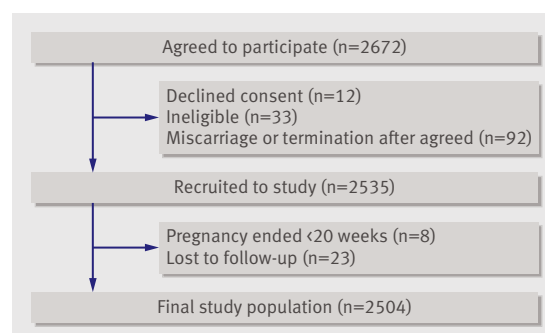 Agreed to participate (n=2672)
Declined consent (n=12)
Ineligible (n=33)
Miscarriage or termination after agreed (n=92)
Recruited to study (n=2535)
Pregnancy ended <20 weeks (n=8)
Lost to follow-up (n=23)
Final study population (n=2504)